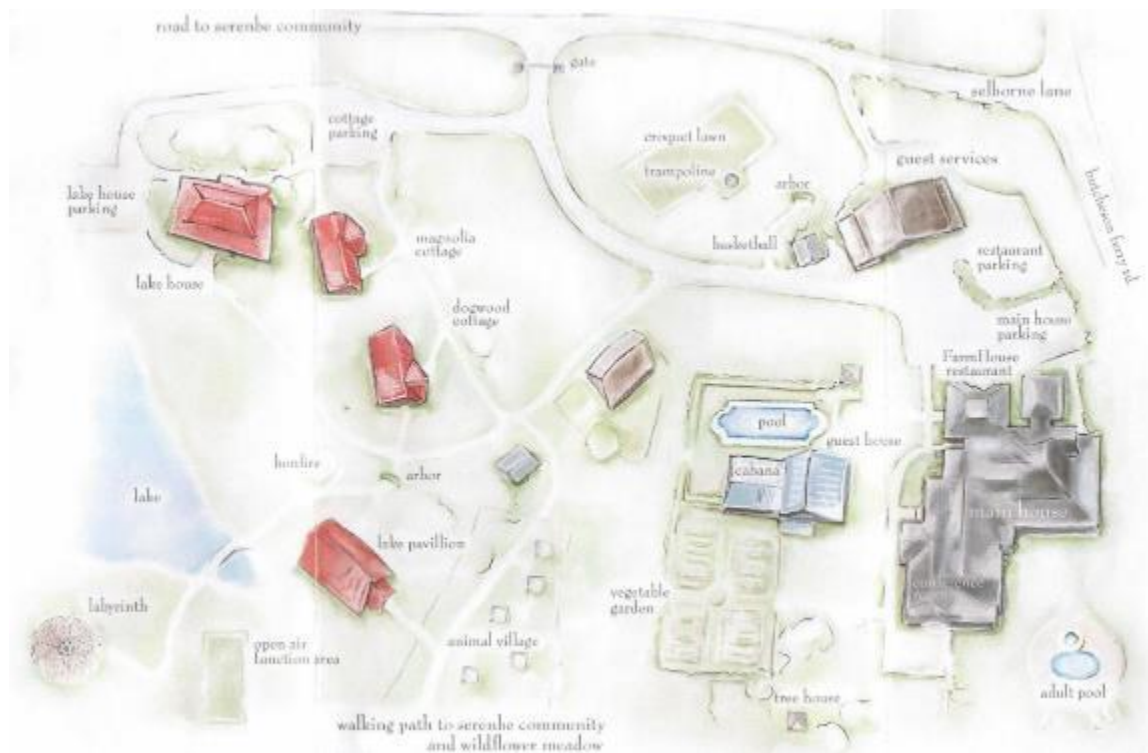 road to serenbe community
gate
selborne lane
cottage
parking
croquet lawn
trampoline
guest services
arbor
hutcheson ferry rd.
lake house
parking
magnolia
cottage
basketball
restaurant
parking
lake house
dogwood
cottage
main house
parking
FarmHouse
restaurant
pool
guest house
bonfire
arbor
cabana
lake
main house
lake pavillion
conference
labyrinth
vegetable
garden
open air
function area
animal village
tree house
adult pool
walking path to serenbe community
and wildflower meadow